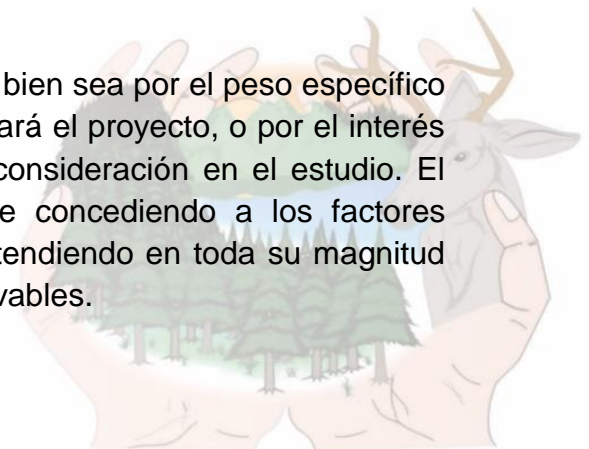 bien sea por el peso específico
ará el proyecto, o por el interés
consideración en el estudio. El
e concediendo a los factores
tendiendo en toda su magnitud
vables.